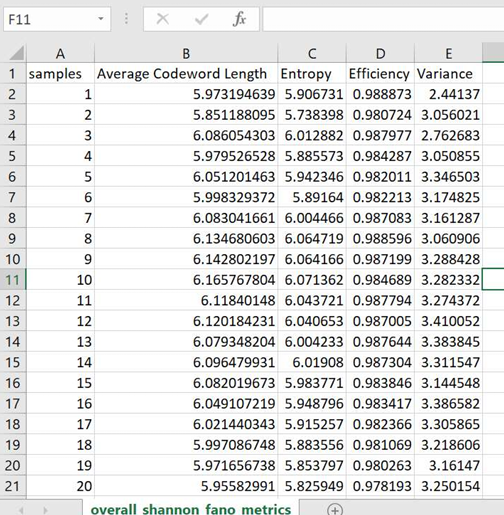 F11 fx
A B C D E
1 samples Average Codeword Length Entropy Efficiency Variance
2 1 5.973194639 5.906731 0.988873 2.44137
3 2 5.851188095 5.738398 0.980724 3.056021
4 3 6.086054303 6.012882 0.987977 2.762683
5 4 5.979526528 5.885573 0.984287 3.050855
6 5 6.051201463 5.942346 0.982011 3.346503
7 6 5.998329372 5.89164 0.982213 3.174825
8 7 6.083041661 6.004466 0.987083 3.161287
9 8 6.134680603 6.064719 0.988596 3.060906
10 9 6.142802197 6.064166 0.987199 3.288428
11 10 6.165767804 6.071362 0.984689 3.282332
12 11 6.11840148 6.043721 0.987794 3.274372
13 12 6.120184231 6.040653 0.987005 3.410052
14 13 6.079348204 6.004233 0.987644 3.383845
15 14 6.096479931 6.01908 0.987304 3.311547
16 15 6.082019673 5.983771 0.983846 3.144548
17 16 6.049107219 5.948796 0.983417 3.386582
18 17 6.021440343 5.915257 0.982366 3.305865
19 18 5.997086748 5.883556 0.981069 3.218606
20 19 5.971656738 5.853797 0.980263 3.16147
21 20 5.95582991 5.825949 0.978193 3.250154
overall_shannon_fano_metrics